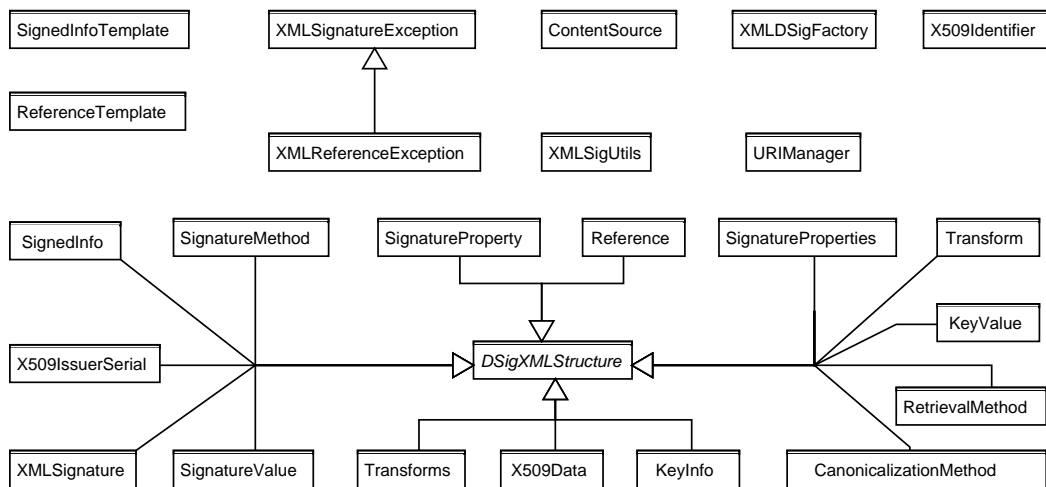 SignedInfoTemplate
XMLSignatureException
ContentSource
XMLDSigFactory
X509Identifier
ReferenceTemplate
XMLReferenceException
XMLSigUtils
URIManager
SignedInfo
SignatureMethod
SignatureProperty
Reference
SignatureProperties
Transform
KeyValue
X509IssuerSerial
DSigXMLStructure
RetrievalMethod
XMLSignature
SignatureValue
Transforms
X509Data
KeyInfo
CanonicalizationMethod